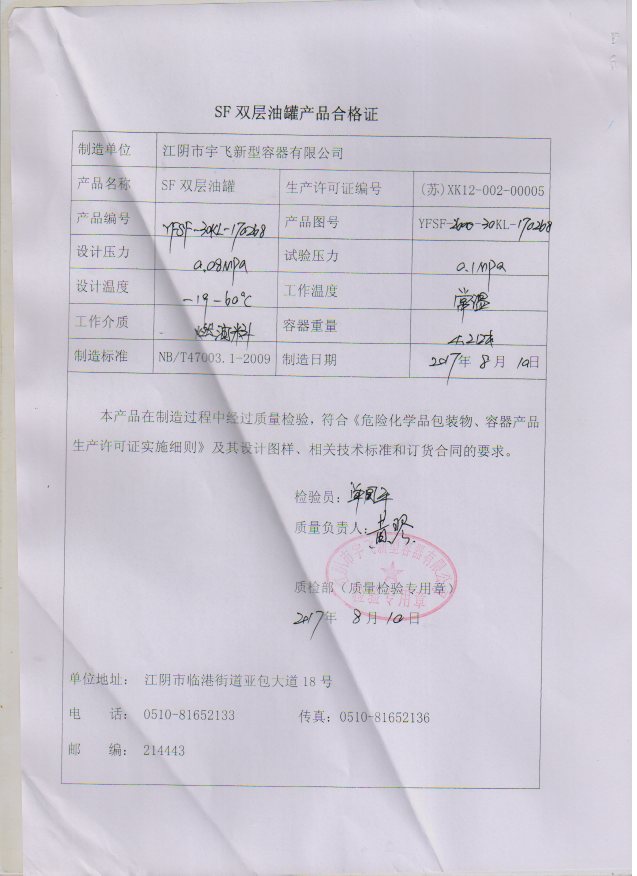 SF 双层油罐产品合格证
制造单位 江阴市宇飞新型容器有限公司
产品名称 SF 双层油罐 生产许可证编号 (苏)XK12-002-00005
产品编号 YFSF-30KL-170268 产品图号 YFSF-2600-30KL-170268
设计压力 0.08MPa 试验压力 0.1MPa
设计温度 -19-60℃ 工作温度 常温
工作介质 燃油料 容器重量
制造标准 NB/T47003.1-2009 制造日期 2017年 8月 10日
本产品在制造过程中经过质量检验，符合《危险化学品包装物、容器产品
生产许可证实施细则》及其设计图样、相关技术标准和订货合同的要求。
检验员：
质量负责人：黄
质检部（质量检验专用章）
2017年 8月 10日
单位地址： 江阴市临港街道亚包大道 18 号
电 话： 0510-81652133 传真：0510-81652136
邮 编： 214443